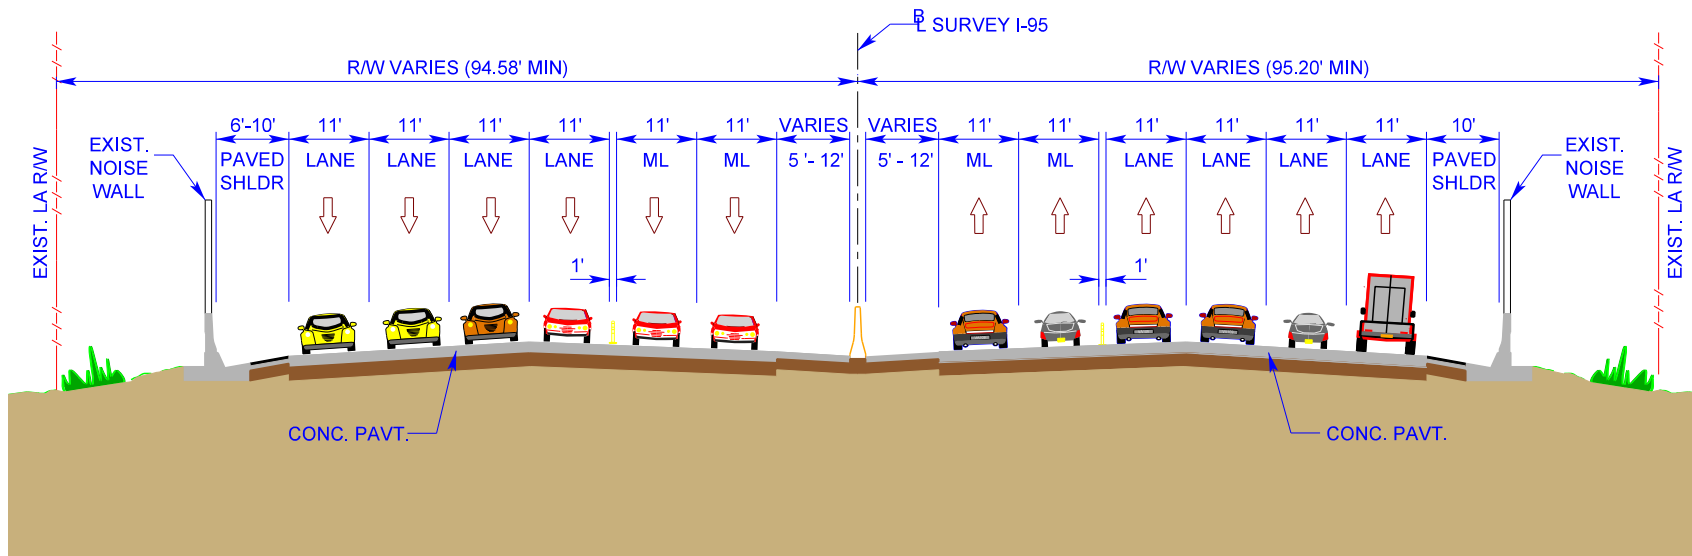 BL SURVEY I-95
R/W VARIES (94.58' MIN)
R/W VARIES (95.20' MIN)
6'-10' 11' 11' 11' 11' 11' 11' VARIES VARIES 11' 11' 11' 11' 11' 11' 10'
EXIST.
NOISE
WALL
PAVED
SHLDR
LANE LANE LANE LANE ML ML 5 '- 12' 5' - 12' ML ML LANE LANE LANE LANE
PAVED
SHLDR
EXIST.
NOISE
WALL
EXIST. LA R/W
EXIST. LA R/W
1'
1'
CONC. PAVT.
CONC. PAVT.